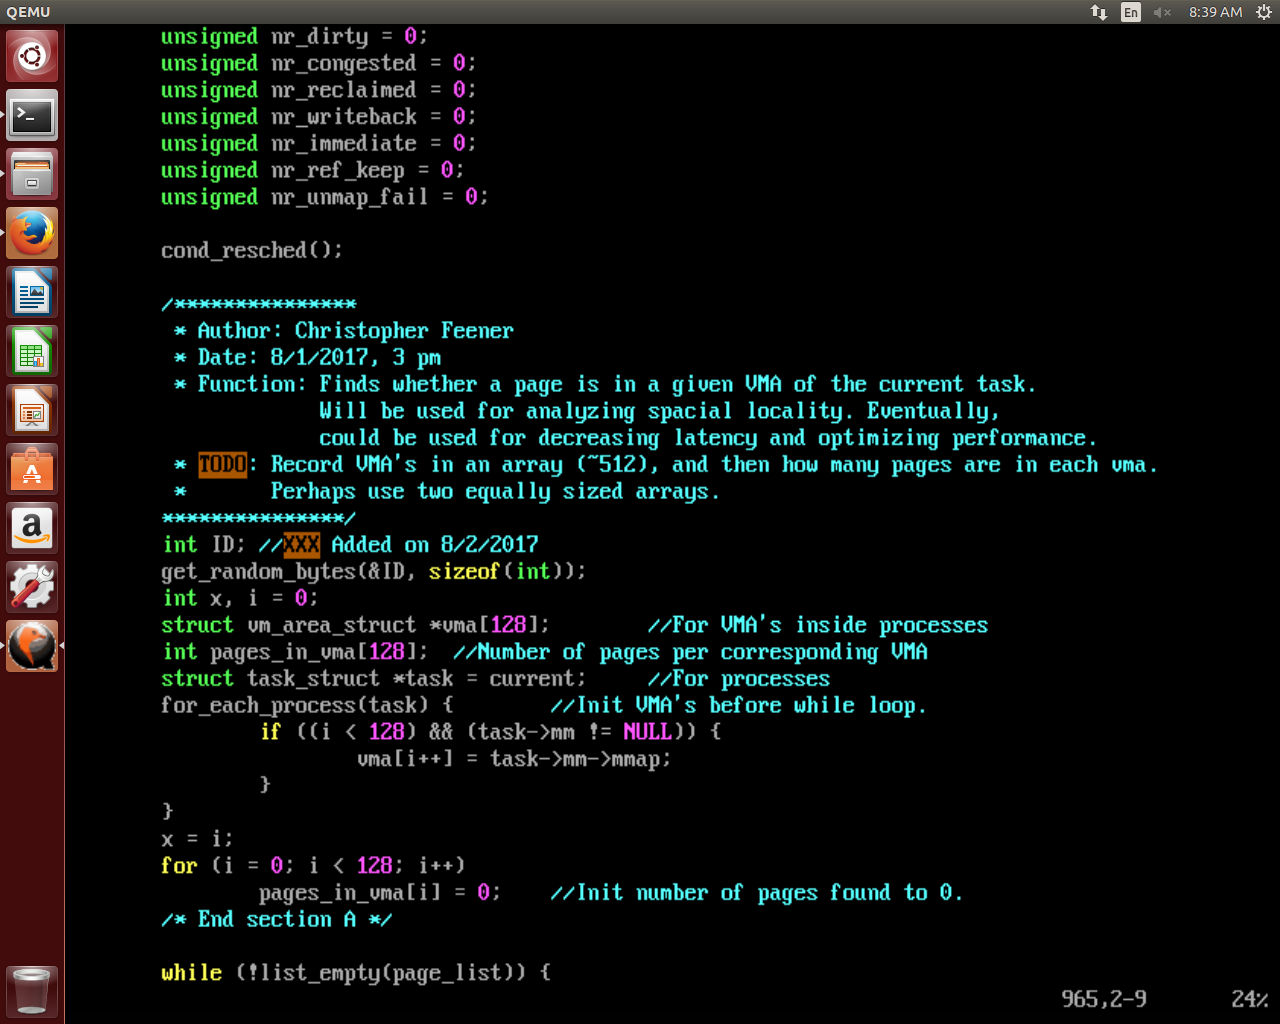 QEMU
En
8:39 AM
unsigned nr_dirty = 0;
unsigned nr_congested = 0;
unsigned nr_reclaimed = 0;
unsigned nr_writeback = 0;
unsigned nr_immediate = 0;
unsigned nr_ref_keep = 0;
unsigned nr_unmap_fail = 0;
cond_resched();
/***************
* Author: Christopher Feener
* Date: 8/1/2017, 3 pm
* Function: Finds whether a page is in a given VMA of the current task.
Will be used for analyzing spacial locality. Eventually,
could be used for decreasing latency and optimizing performance.
* TODO: Record VMA's in an array (~512), and then how many pages are in each vma.
* Perhaps use two equally sized arrays.
***************/
int ID; //XXX Added on 8/2/2017
get_random_bytes(&ID, sizeof(int));
int x, i = 0;
struct vm_area_struct *vma[128]; //For VMA's inside processes
int pages_in_vma[128]; //Number of pages per corresponding VMA
struct task_struct *task = current; //For processes
for_each_process(task) { //Init VMA's before while loop.
if ((i < 128) && (task->mm != NULL)) {
vma[i++] = task->mm->mmap;
}
}
x = i;
for (i = 0; i < 128; i++)
pages_in_vma[i] = 0; //Init number of pages found to 0.
/* End section A */
while (!list_empty(page_list)) {
965,2-9 24%